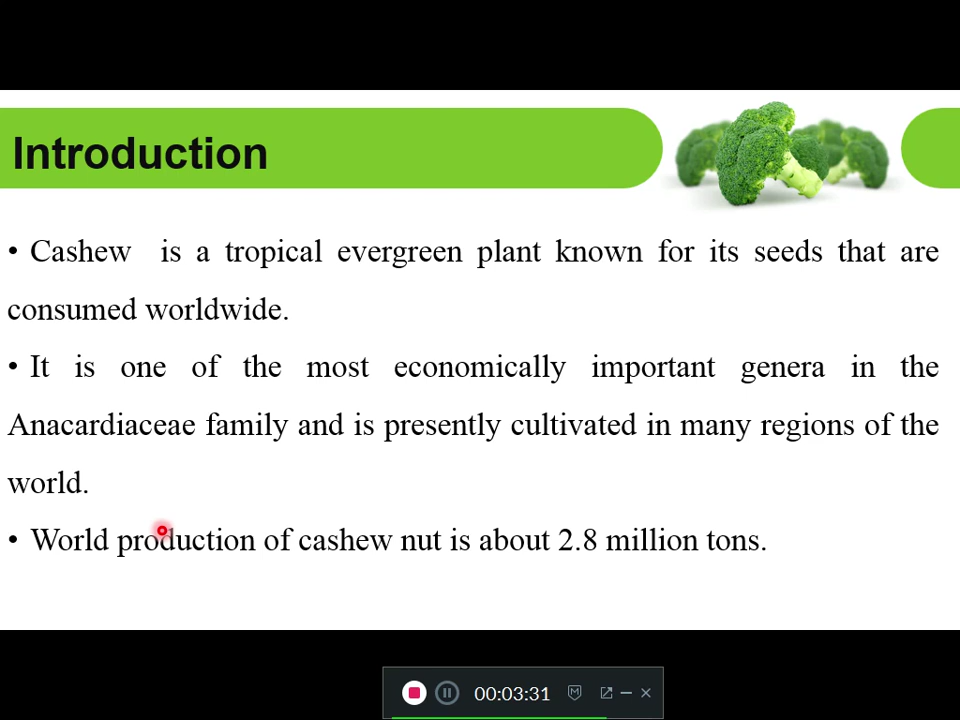 Introduction
• Cashew is a tropical evergreen plant known for its seeds that are
consumed worldwide.
• It is one of the most economically important genera in the
Anacardiaceae family and is presently cultivated in many regions of the
world.
• World production of cashew nut is about 2.8 million tons.
00:03:31